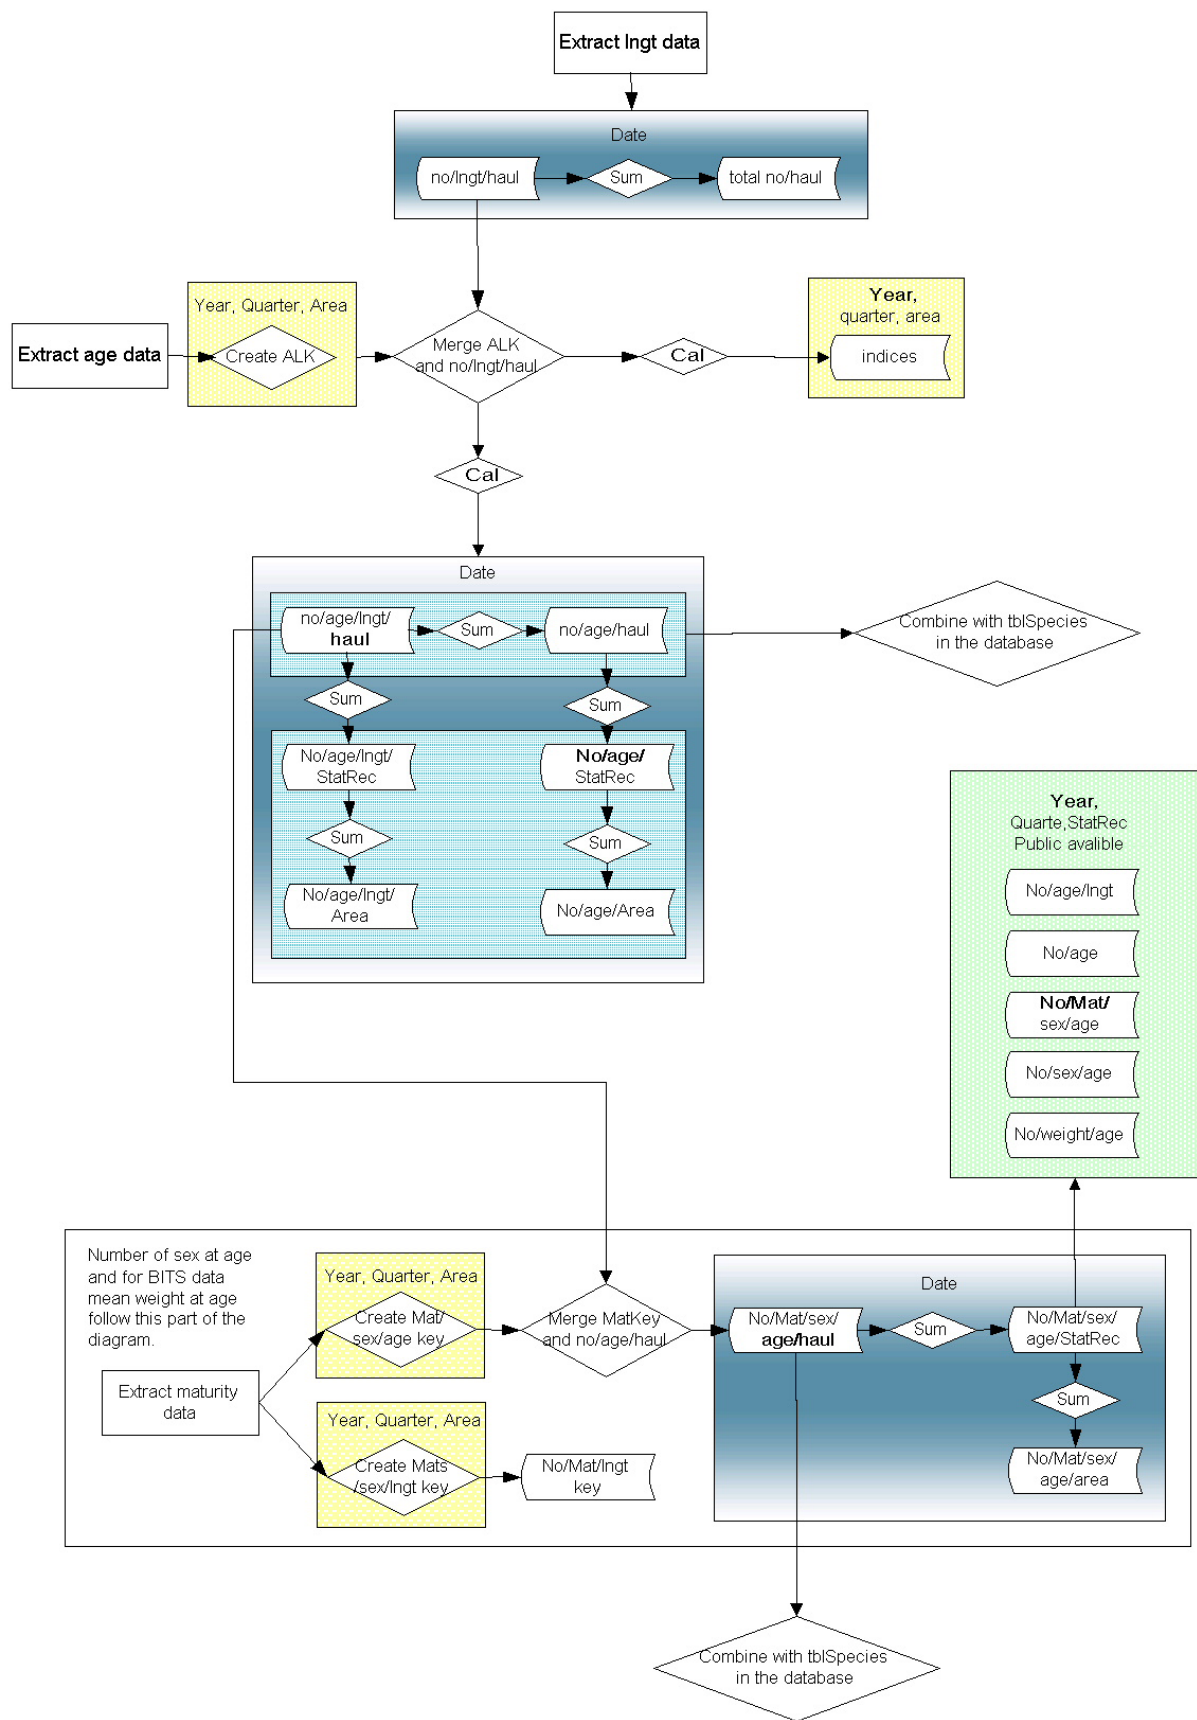 Extract lngt data
Date
no/lngt/haul
Sum
total no/haul
Year, Quarter, Area
Create ALK
Extract age data
Merge ALK
and no/lngt/haul
Cal
Year,
quarter, area
indices
Cal
Date
no/age/lngt/
haul
Sum
no/age/haul
Combine with tblSpecies
in the database
Sum
Sum
No/age/lngt/
StatRec
No/age/
StatRec
Sum
Sum
No/age/lngt/
Area
No/age/Area
Year,
Quarte,StatRec
Public avalible
No/age/lngt
No/age
No/Mat/
sex/age
No/sex/age
No/weight/age
Number of sex at age
and for BITS data
mean weight at age
follow this part of the
diagram.
Year, Quarter, Area
Create Mat/
sex/age key
Merge MatKey
and no/age/haul
Date
No/Mat/sex/
age/haul
Sum
No/Mat/sex/
age/StatRec
Extract maturity
data
Sum
Year, Quarter, Area
Create Mats
/sex/lngt key
No/Mat/lngt
key
No/Mat/sex/
age/area
Combine with tblSpecies
in the database